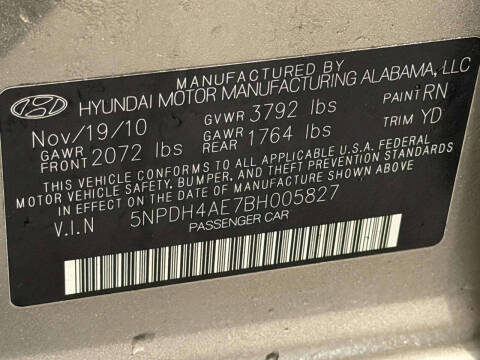 MANUFACTURED BY
HYUNDAI MOTOR MANUFACTURING ALABAMA, LLC
Nov/19/10 GVWR 3792 lbs PAINT RN
GAWR FRONT 2072 lbs GAWR REAR 1764 lbs TRIM YD
THIS VEHICLE CONFORMS TO ALL APPLICABLE U.S.A. FEDERAL
MOTOR VEHICLE SAFETY, BUMPER, AND THEFT PREVENTION STANDARDS
IN EFFECT ON THE DATE OF MANUFACTURE SHOWN ABOVE.
V.I.N 5NPDH4AE7BH005827
PASSENGER CAR